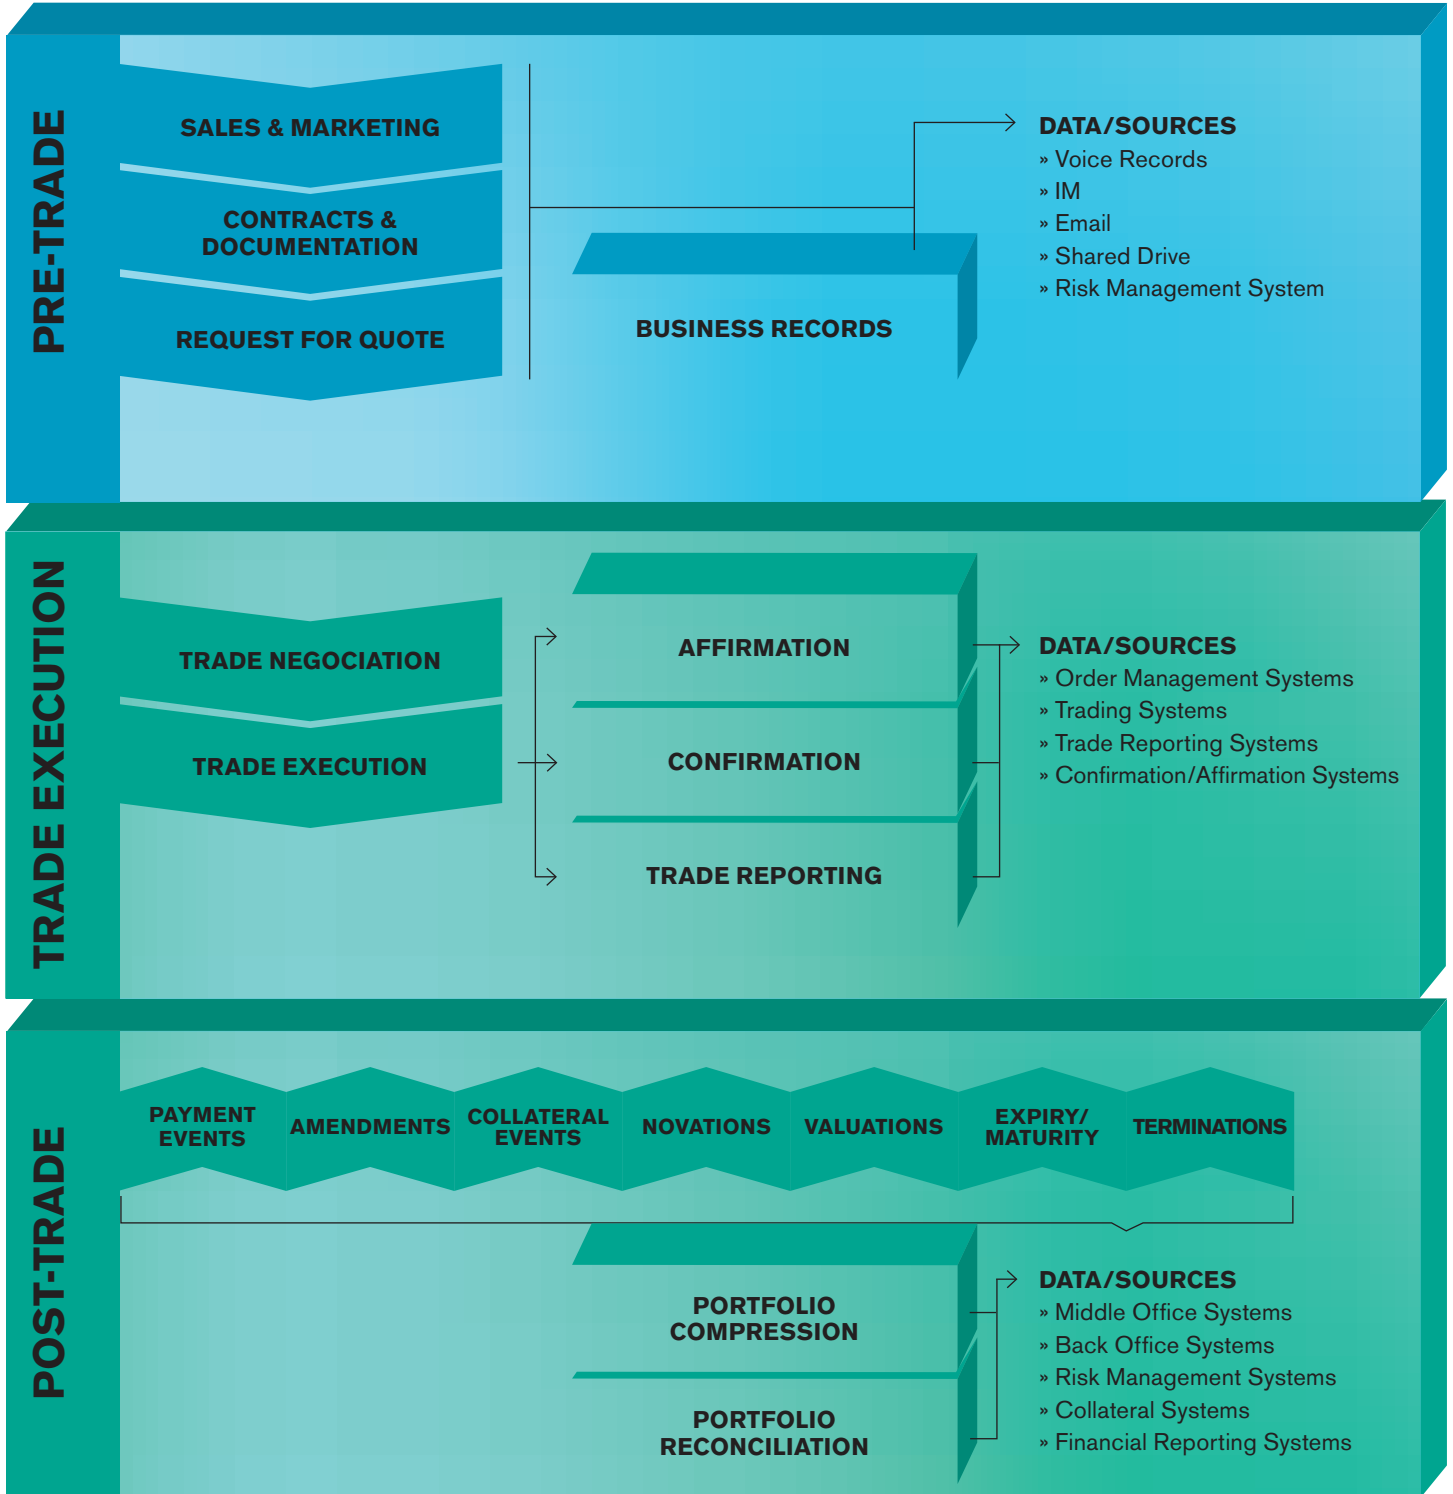 PRE-TRADE
SALES & MARKETING
CONTRACTS &
DOCUMENTATION
REQUEST FOR QUOTE
BUSINESS RECORDS
DATA/SOURCES
» Voice Records
» IM
» Email
» Shared Drive
» Risk Management System
TRADE EXECUTION
TRADE NEGOCIATION
TRADE EXECUTION
AFFIRMATION
CONFIRMATION
TRADE REPORTING
DATA/SOURCES
» Order Management Systems
» Trading Systems
» Trade Reporting Systems
» Confirmation/Affirmation Systems
POST-TRADE
PAYMENT
EVENTS
AMENDMENTS
COLLATERAL
EVENTS
NOVATIONS
VALUATIONS
EXPIRY/
MATURITY
TERMINATIONS
PORTFOLIO
COMPRESSION
PORTFOLIO
RECONCILIATION
DATA/SOURCES
» Middle Office Systems
» Back Office Systems
» Risk Management Systems
» Collateral Systems
» Financial Reporting Systems